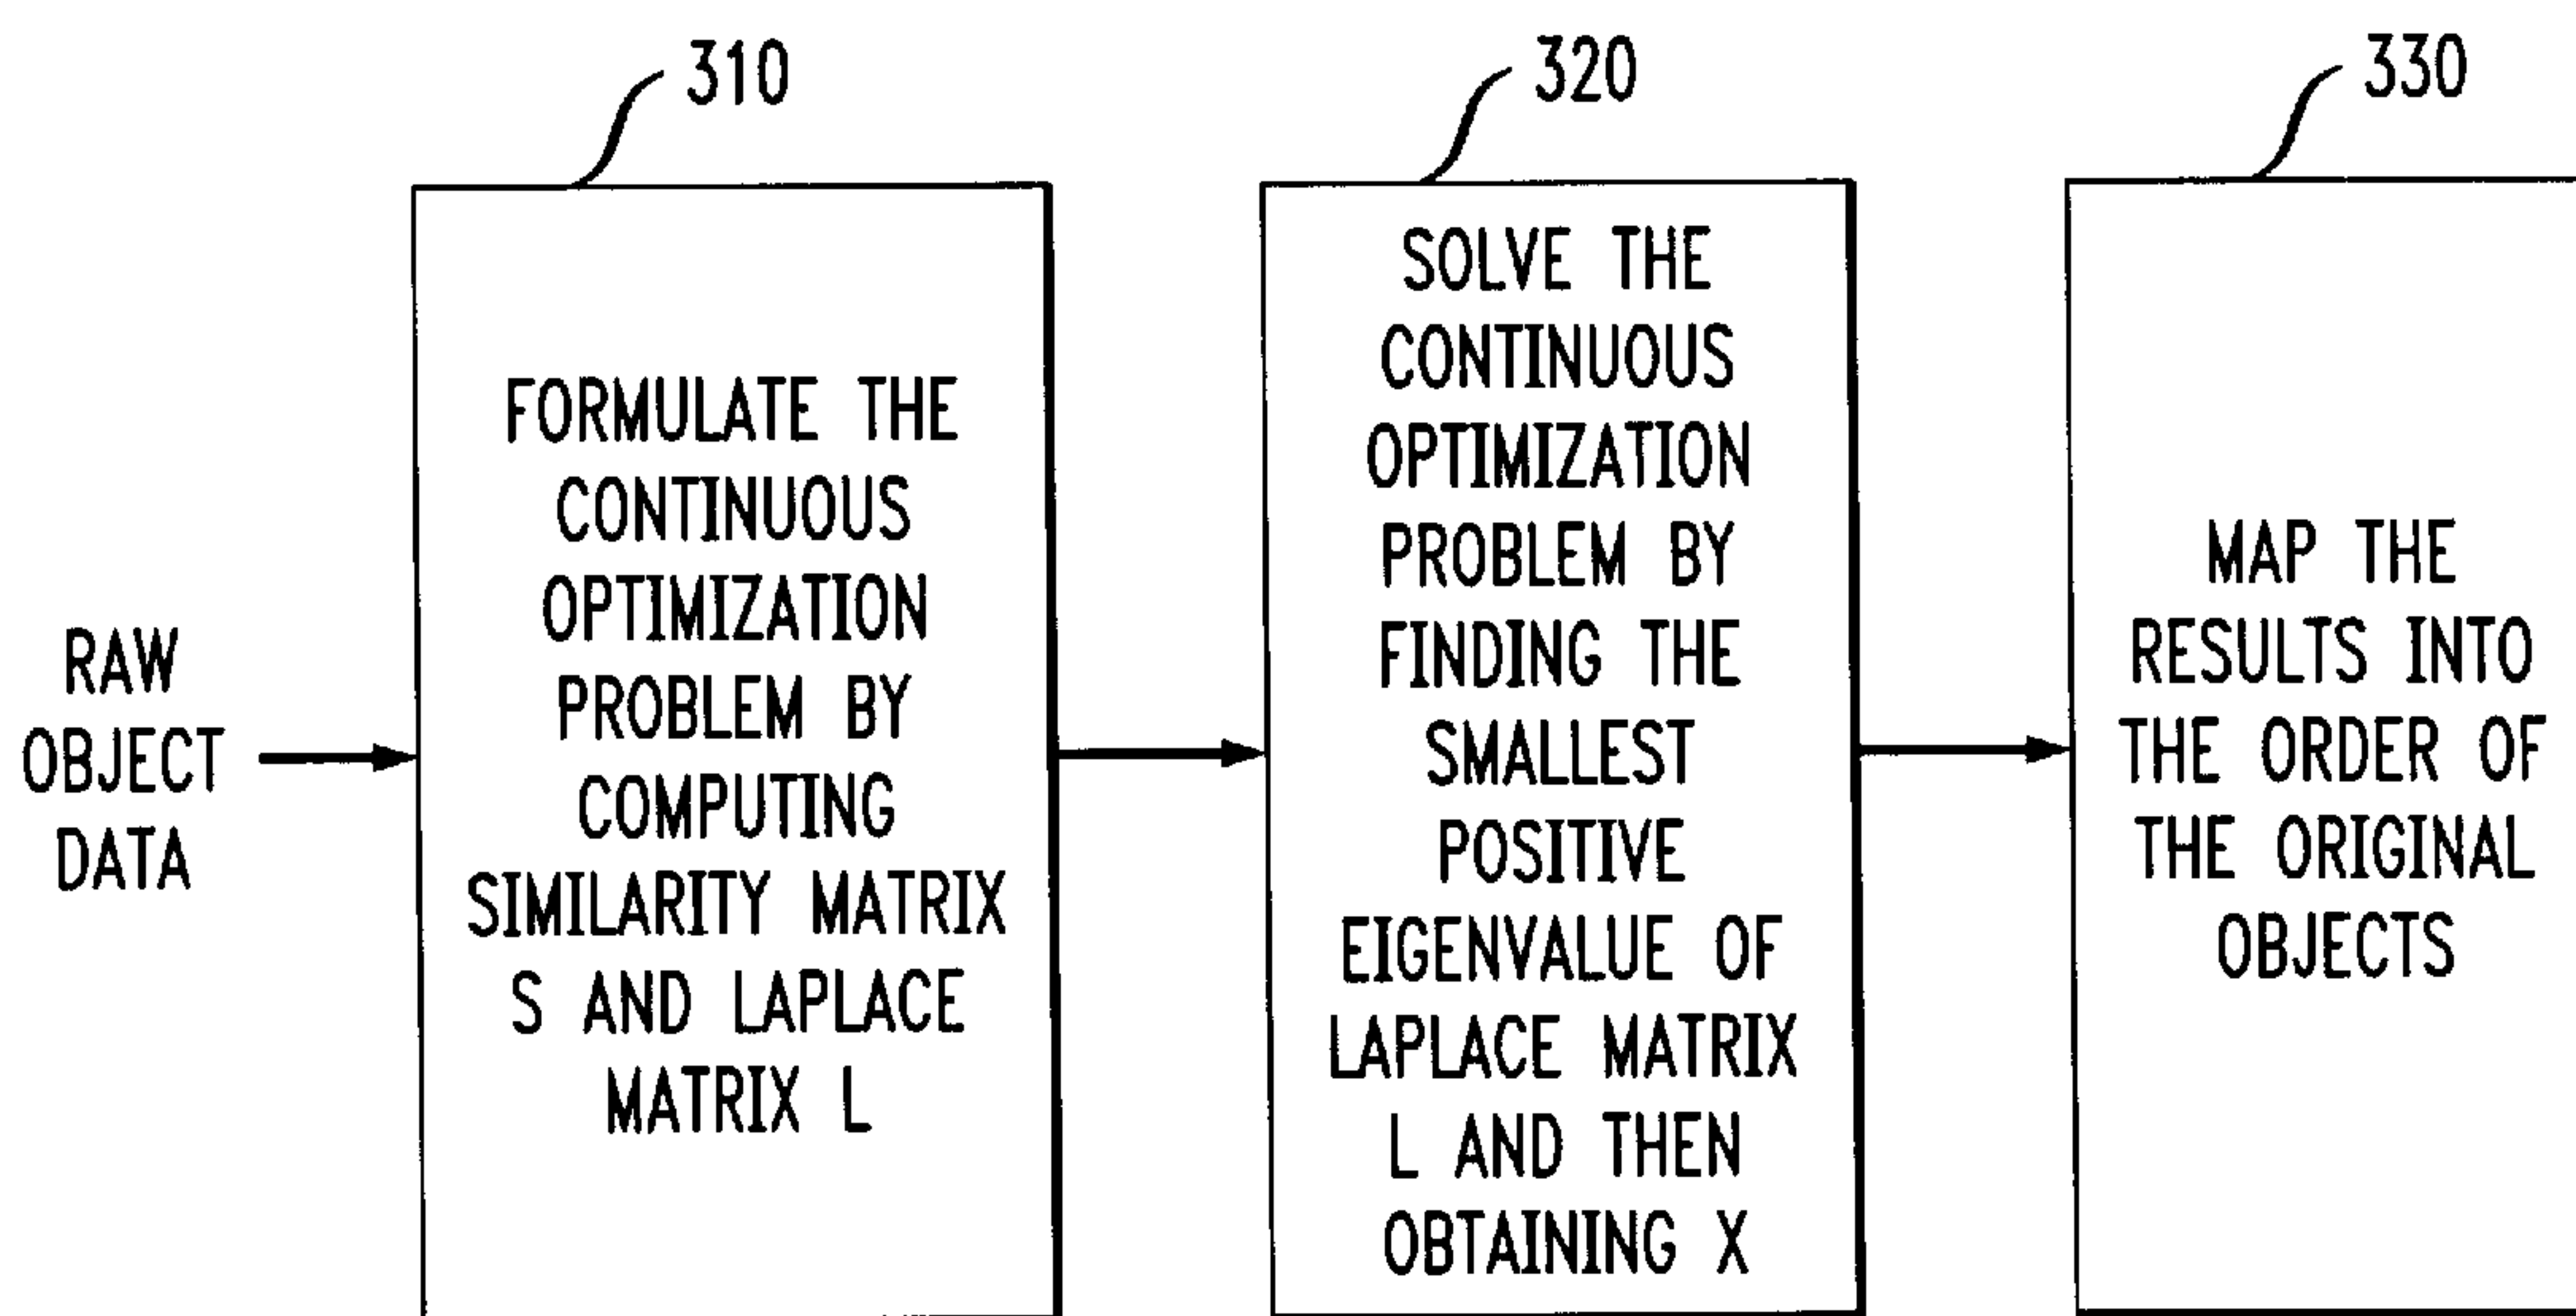 310
320
330
RAW
OBJECT
DATA
FORMULATE THE
CONTINUOUS
OPTIMIZATION
PROBLEM BY
COMPUTING
SIMILARITY MATRIX
S AND LAPLACE
MATRIX L
SOLVE THE
CONTINUOUS
OPTIMIZATION
PROBLEM BY
FINDING THE
SMALLEST
POSITIVE
EIGENVALUE OF
LAPLACE MATRIX
L AND THEN
OBTAINING X
MAP THE
RESULTS INTO
THE ORDER OF
THE ORIGINAL
OBJECTS